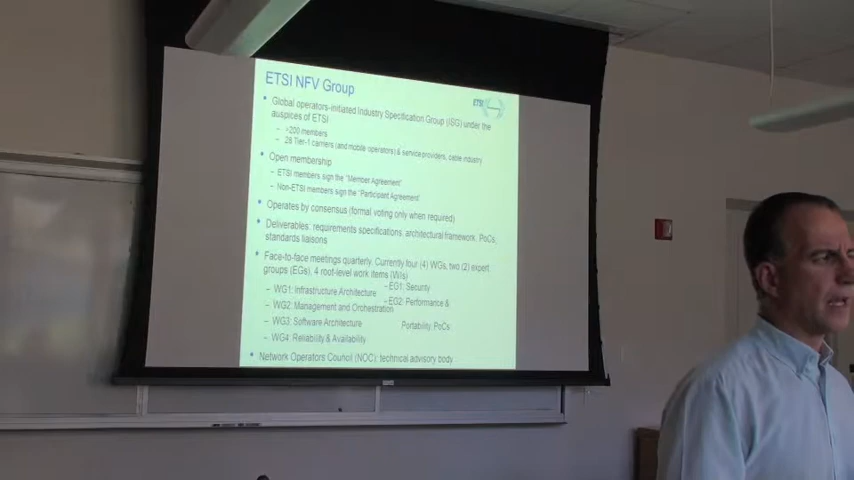 ETSI NFV Group
ETSI
• Global operators-initiated Industry Specification Group (ISG) under the
auspices of ETSI
– >200 members
– 28 Tier-1 carriers (and mobile operators) & service providers, cable industry
• Open membership
– ETSI members sign the "Member Agreement"
– Non-ETSI members sign the "Participant Agreement"
• Operates by consensus (formal voting only when required)
• Deliverables: requirements specifications, architectural framework, PoCs,
standards liaisons
• Face-to-face meetings quarterly. Currently four (4) WGs, two (2) expert
groups (EGs), 4 root-level work items (WIs)
– WG1: Infrastructure Architecture
– WG2: Management and Orchestration
– WG3: Software Architecture
– WG4: Reliability & Availability
– EG1: Security
– EG2: Performance &
Portability, PoCs
• Network Operators Council (NOC): technical advisory body